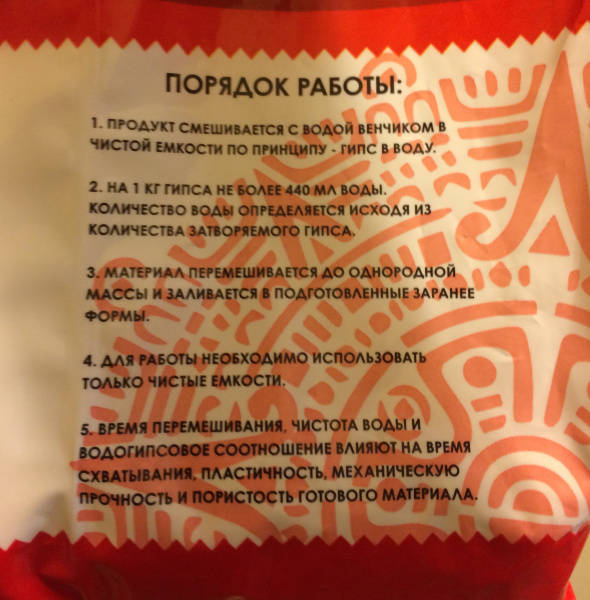 ПОРЯДОК РАБОТЫ:
1. ПРОДУКТ СМЕШИВАЕТСЯ С ВОДОЙ ВЕНЧИКОМ В
ЧИСТОЙ ЕМКОСТИ ПО ПРИНЦИПУ - ГИПС В ВОДУ.
2. НА 1 КГ ГИПСА НЕ БОЛЕЕ 440 МЛ ВОДЫ.
КОЛИЧЕСТВО ВОДЫ ОПРЕДЕЛЯЕТСЯ ИСХОДЯ ИЗ
КОЛИЧЕСТВА ЗАТВОРЯЕМОГО ГИПСА.
3. МАТЕРИАЛ ПЕРЕМЕШИВАЕТСЯ ДО ОДНОРОДНОЙ
МАССЫ И ЗАЛИВАЕТСЯ В ПОДГОТОВЛЕННЫЕ ЗАРАНЕЕ
ФОРМЫ.
4. ДЛЯ РАБОТЫ НЕОБХОДИМО ИСПОЛЬЗОВАТЬ
ТОЛЬКО ЧИСТЫЕ ЕМКОСТИ.
5. ВРЕМЯ ПЕРЕМЕШИВАНИЯ, ЧИСТОТА ВОДЫ И
ВОДОГИПСОВОЕ СООТНОШЕНИЕ ВЛИЯЮТ НА ВРЕМЯ
СХВАТЫВАНИЯ, ПЛАСТИЧНОСТЬ, МЕХАНИЧЕСКУЮ
ПРОЧНОСТЬ И ПОРИСТОСТЬ ГОТОВОГО МАТЕРИАЛА.